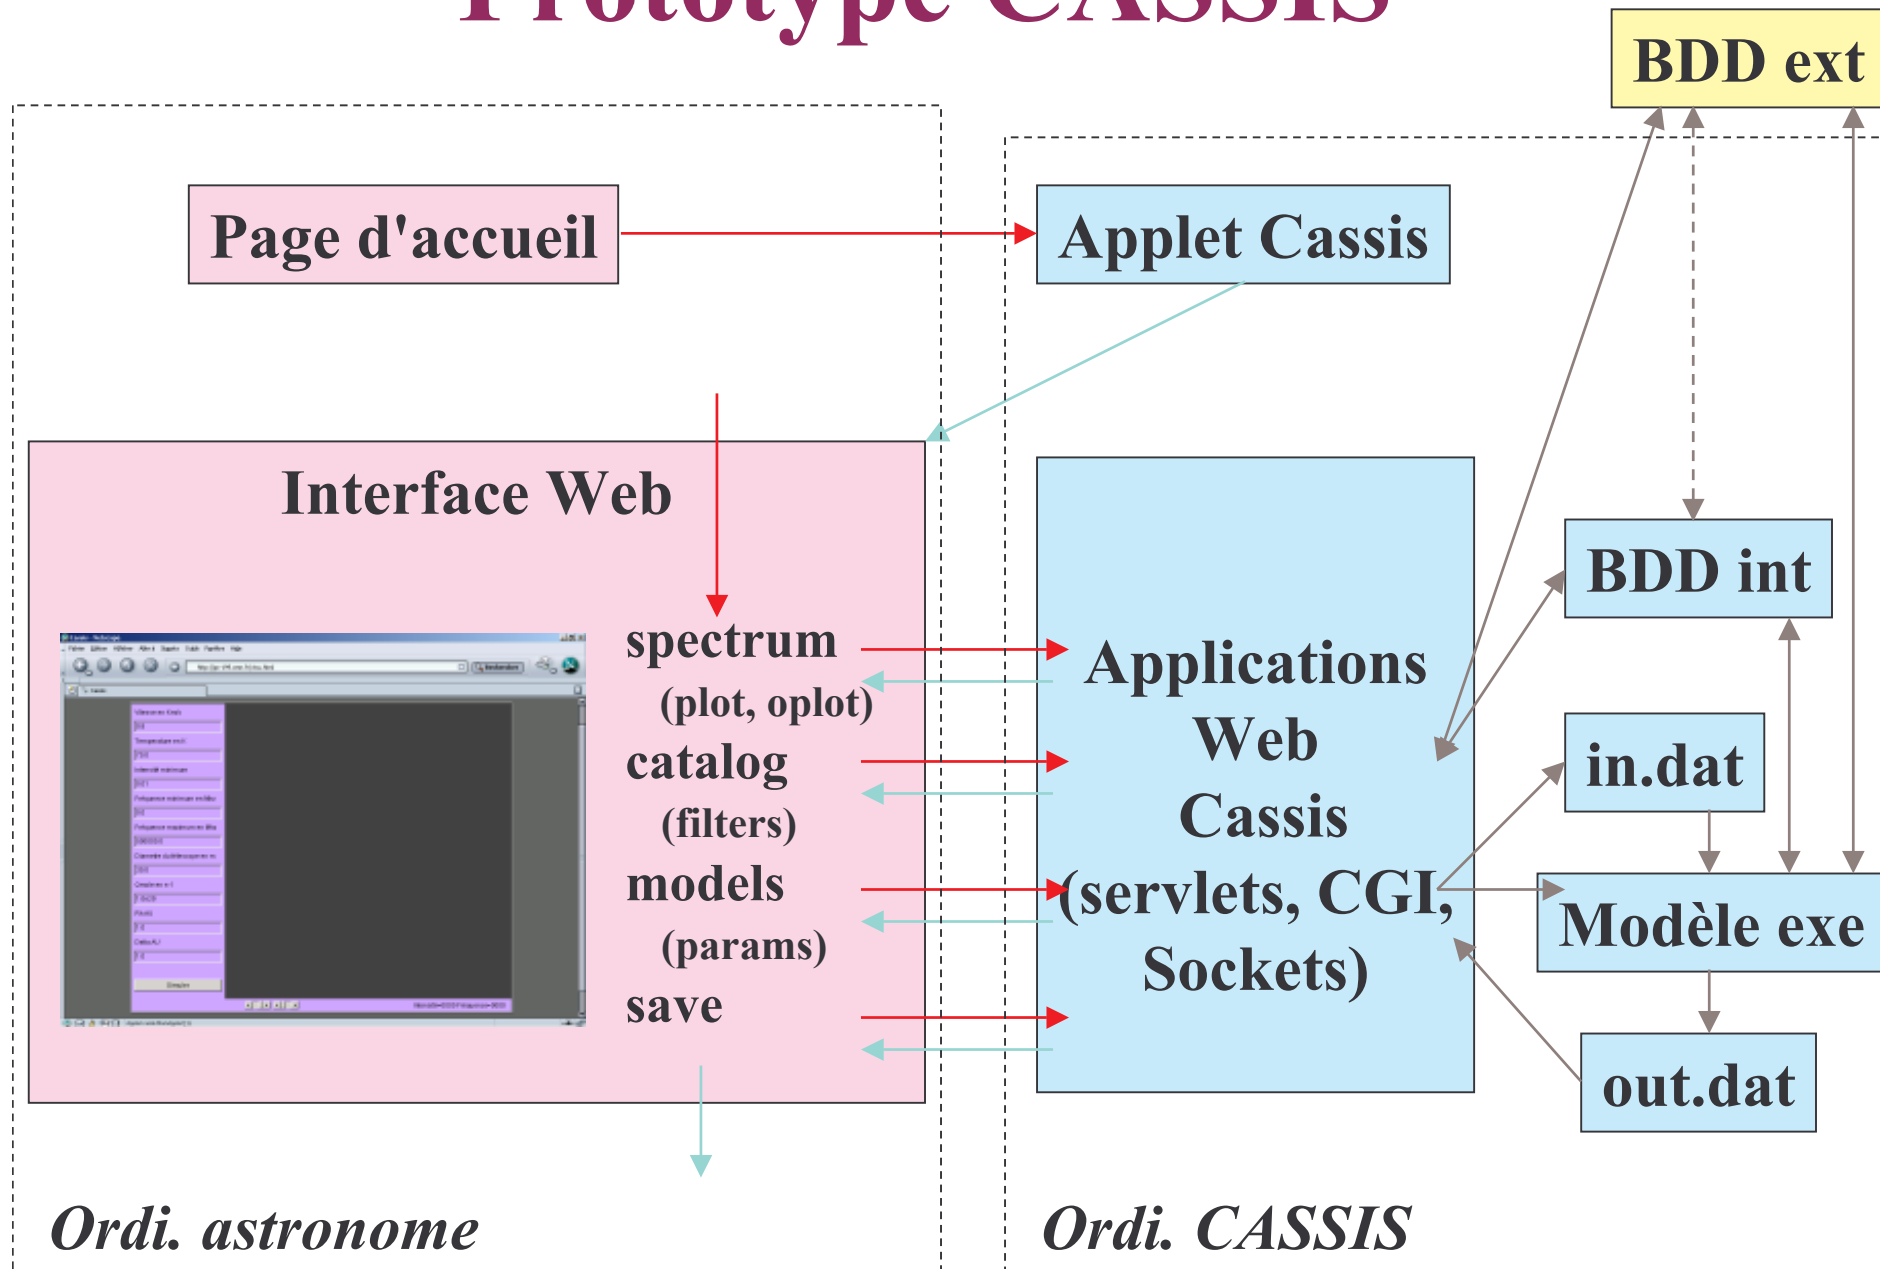 Prototype CASSIS
BDD ext
Page d'accueil
Applet Cassis
Interface Web
BDD int
spectrum
(plot, oplot)
catalog
(filters)
models
(params)
save
Applications
Web
Cassis
(servlets, CGI,
Sockets)
in.dat
Modèle exe
out.dat
Ordi. astronome
Ordi. CASSIS